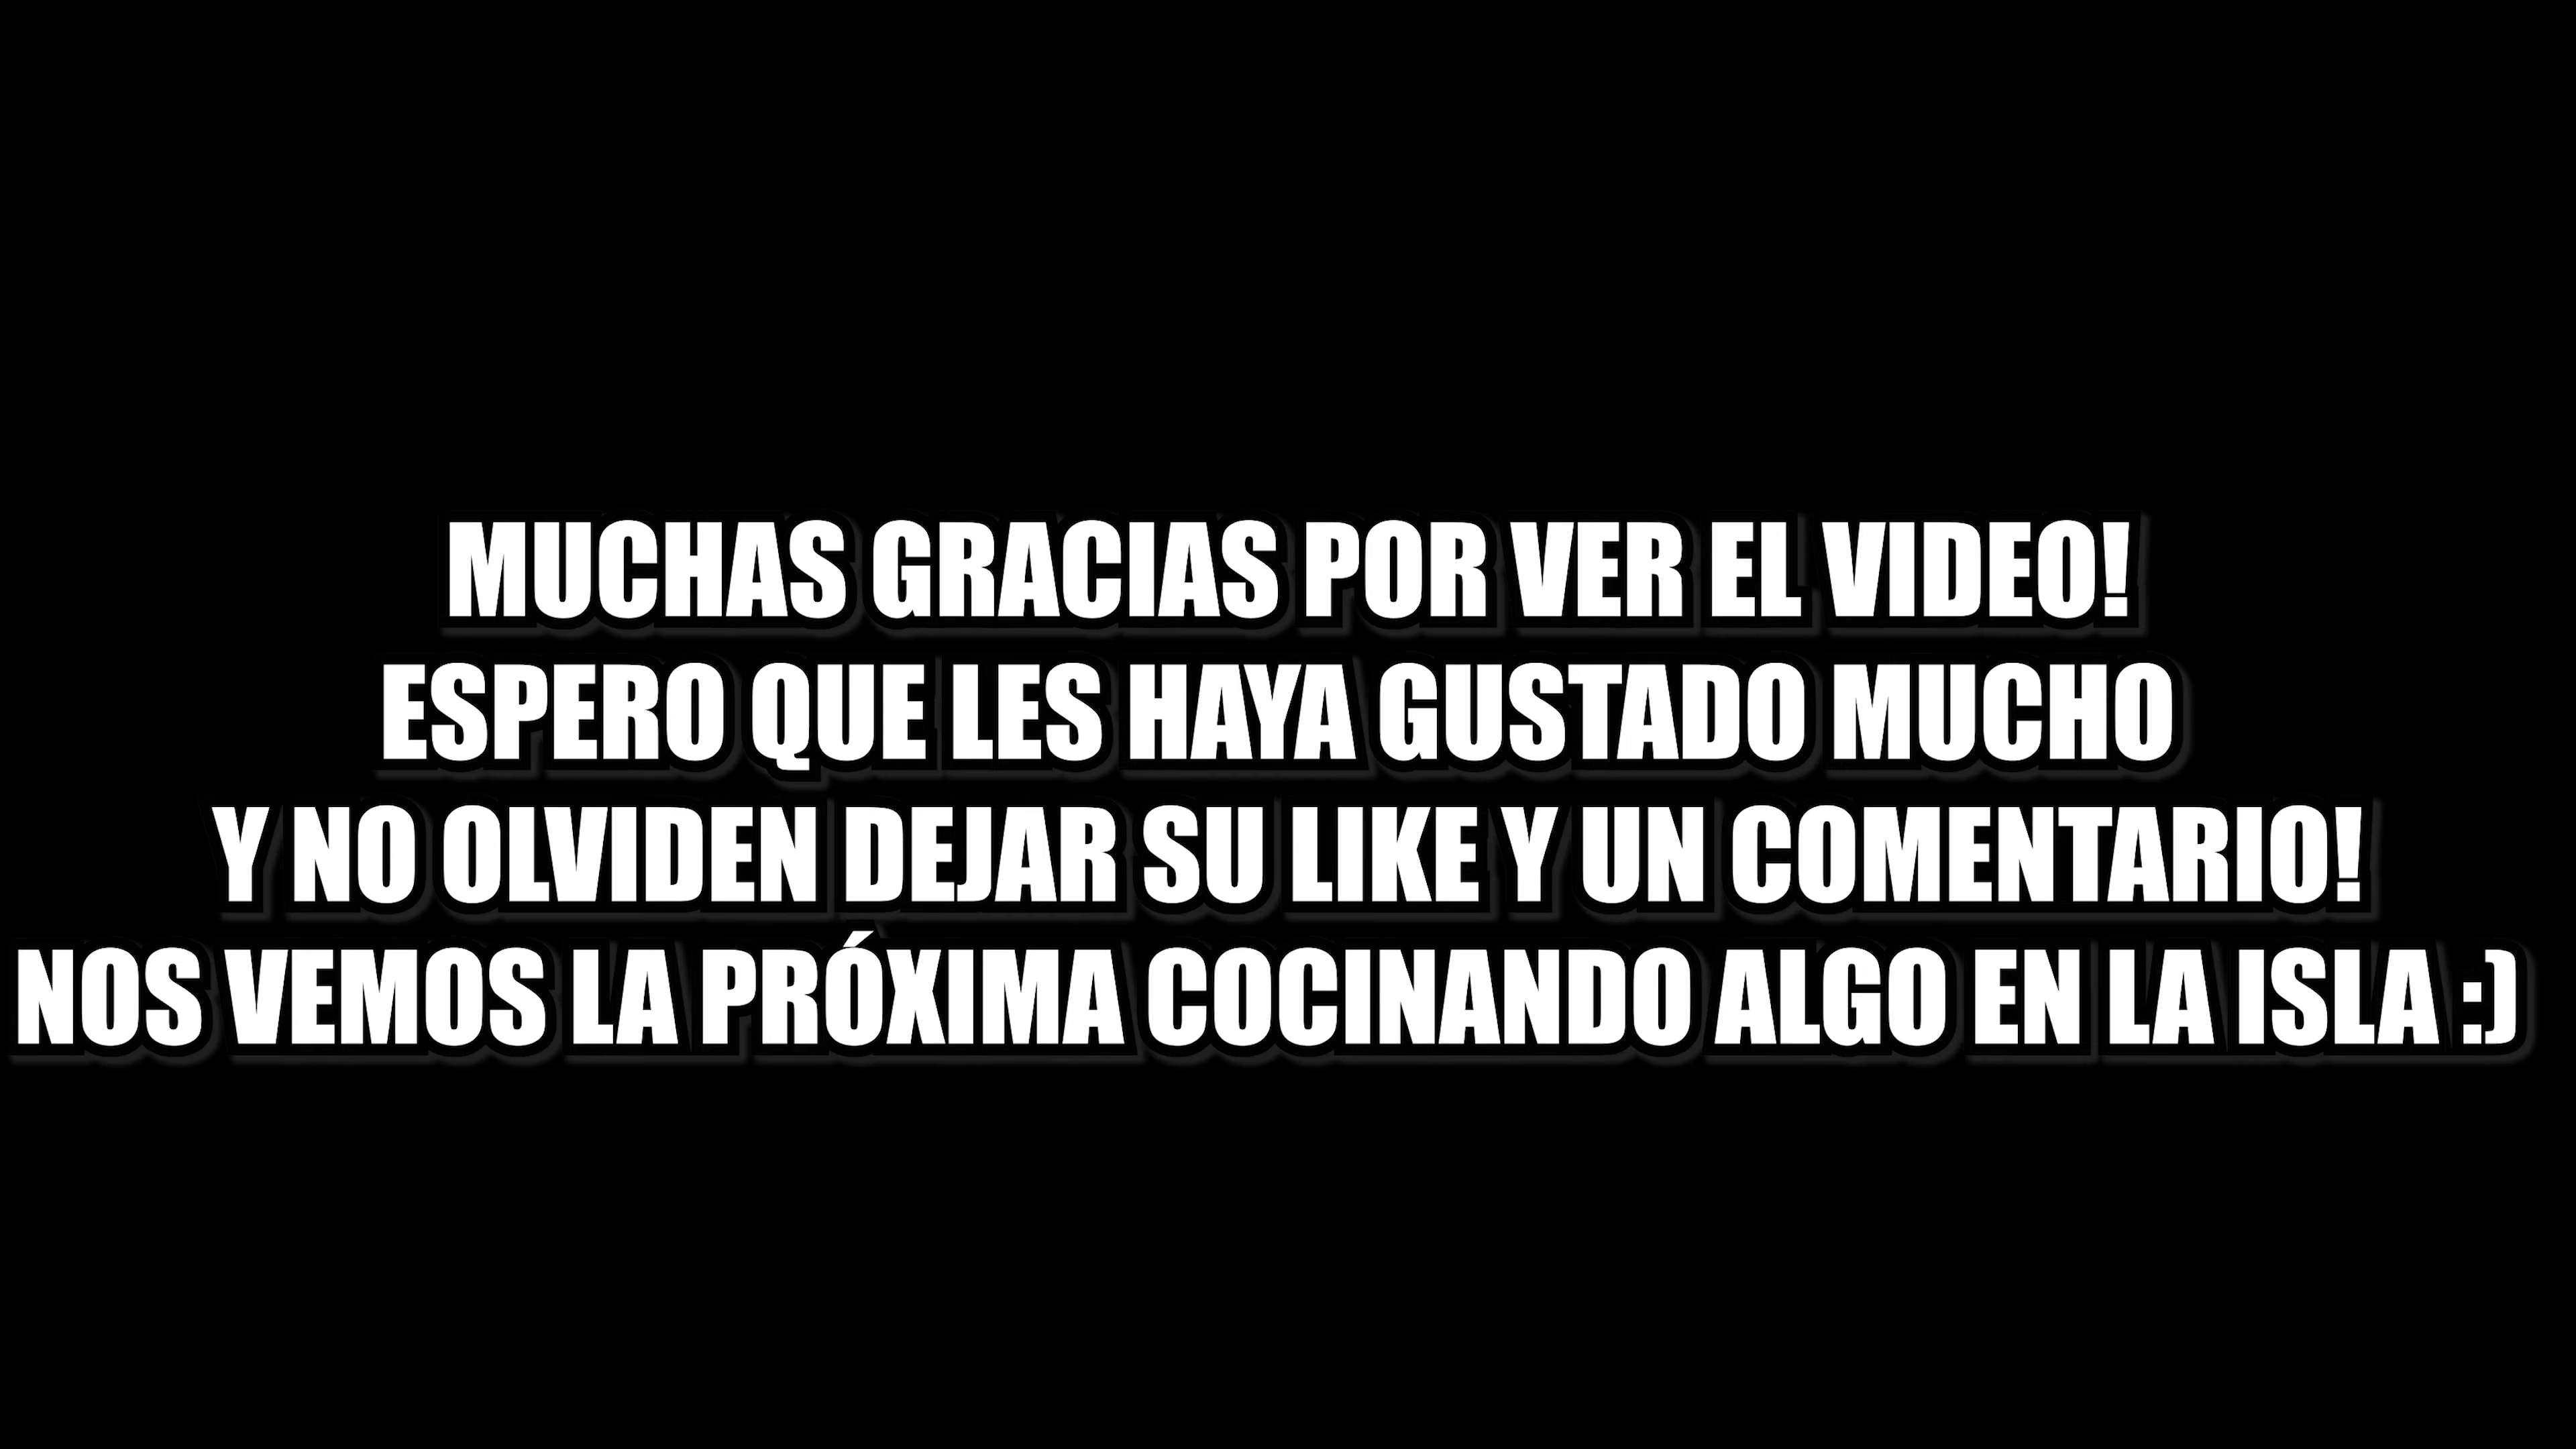 MUCHAS GRACIAS POR VER EL VIDEO!
ESPERO QUE LES HAYA GUSTADO MUCHO
Y NO OLVIDEN DEJAR SU LIKE Y UN COMENTARIO!
NOS VEMOS LA PRÓXIMA COCINANDO ALGO EN LA ISLA :)